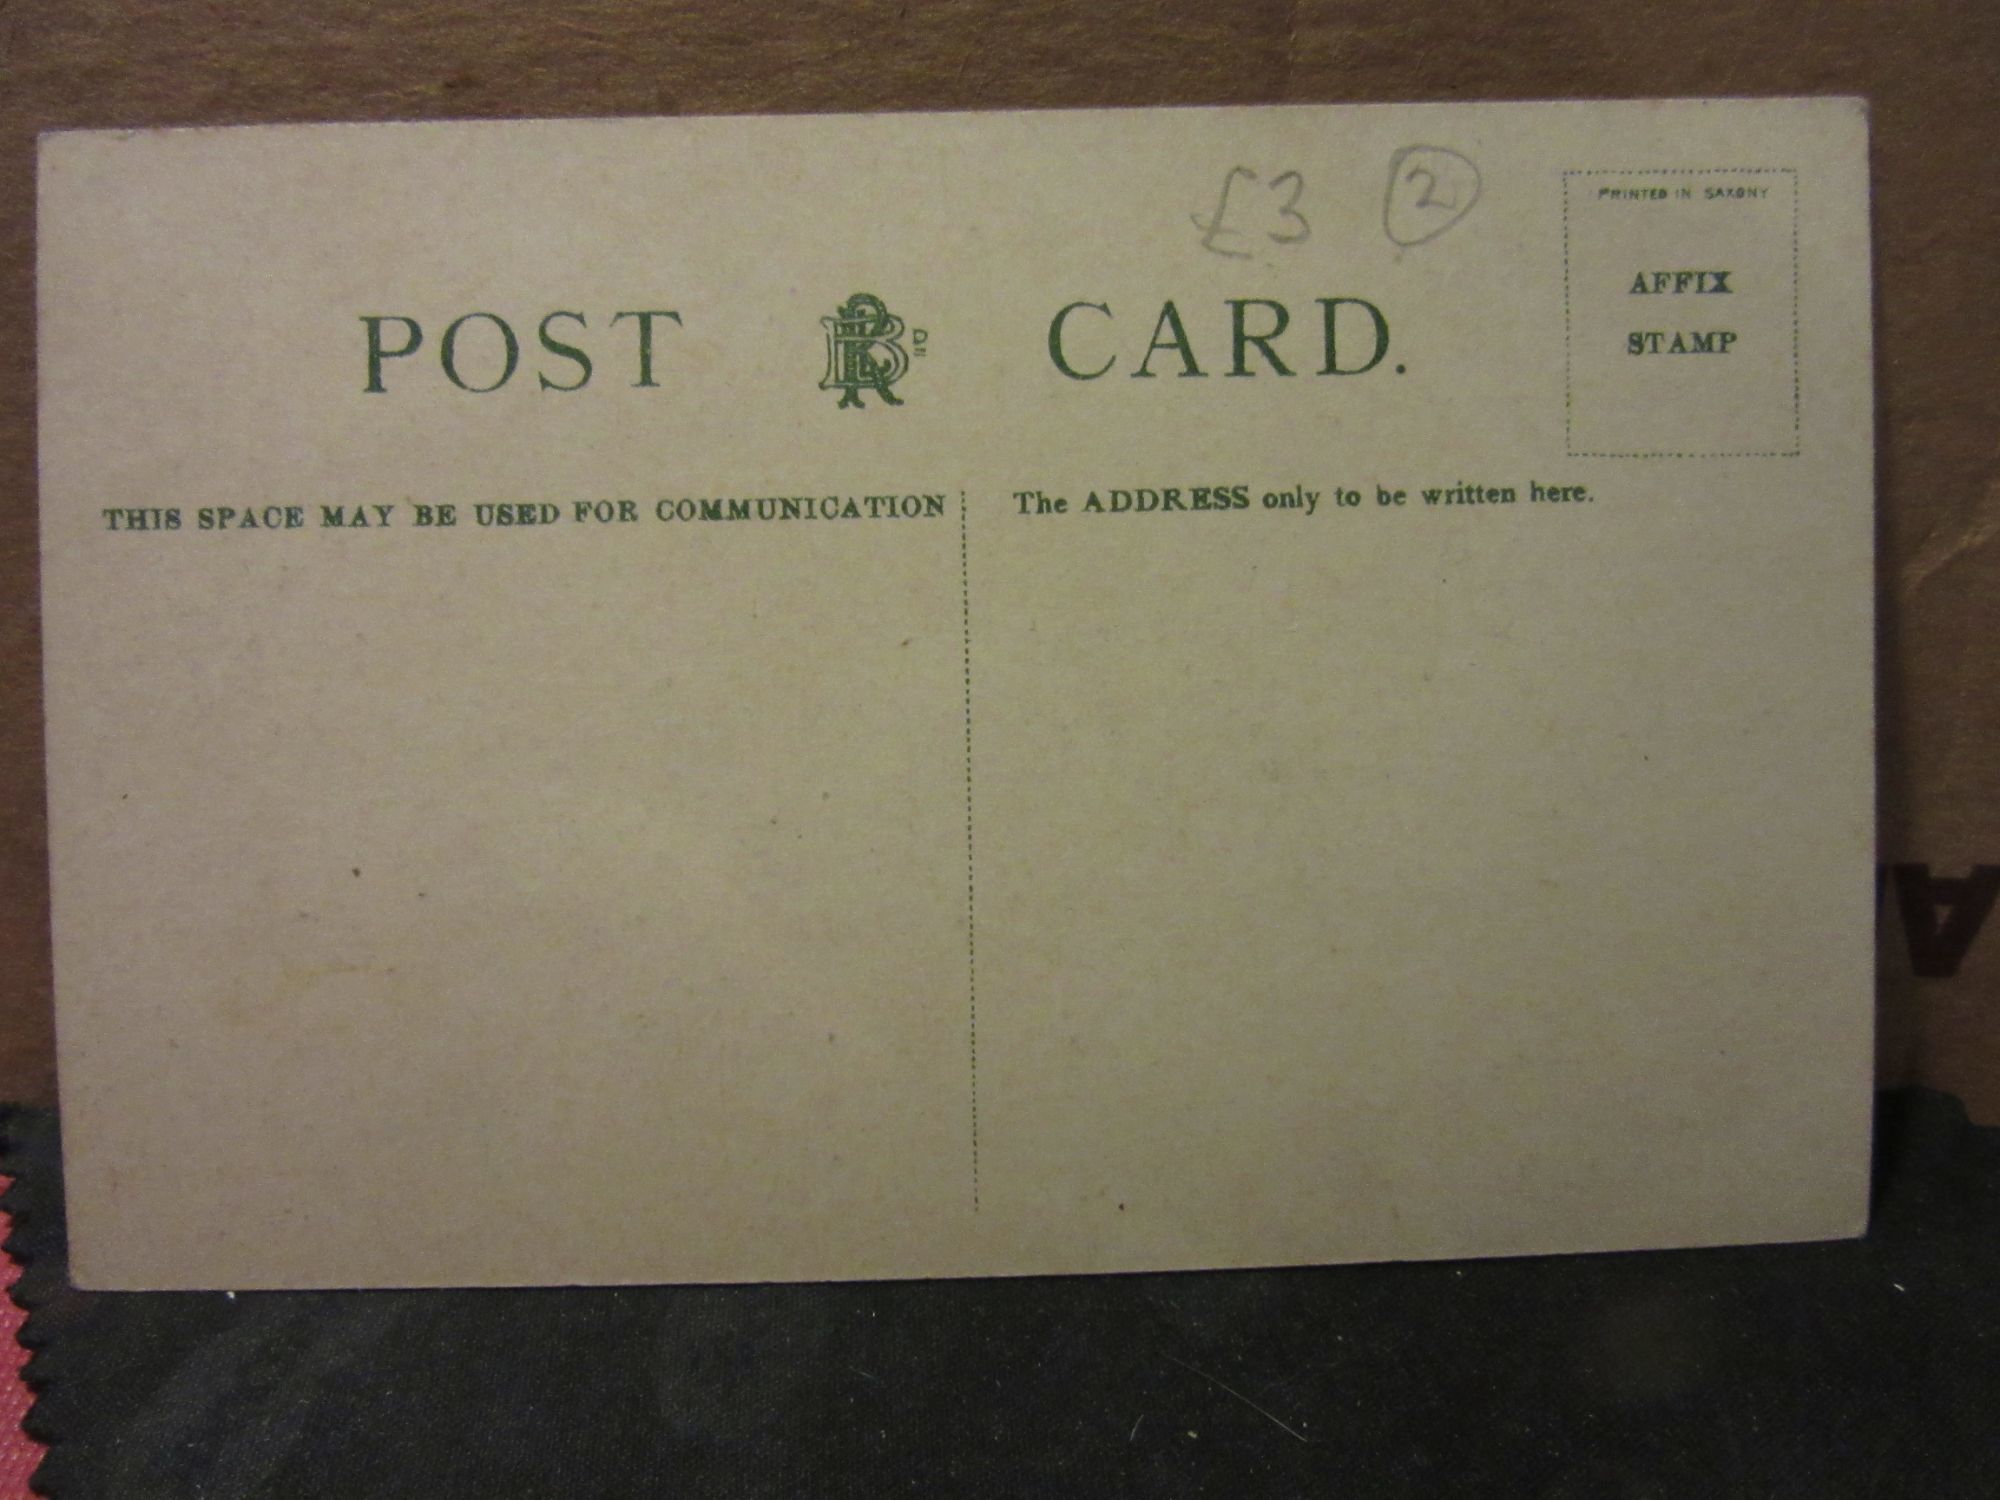 £3 ②
PRINTED IN SAXONY
AFFIX
STAMP
POST CARD.
THIS SPACE MAY BE USED FOR COMMUNICATION
The ADDRESS only to be written here.
A